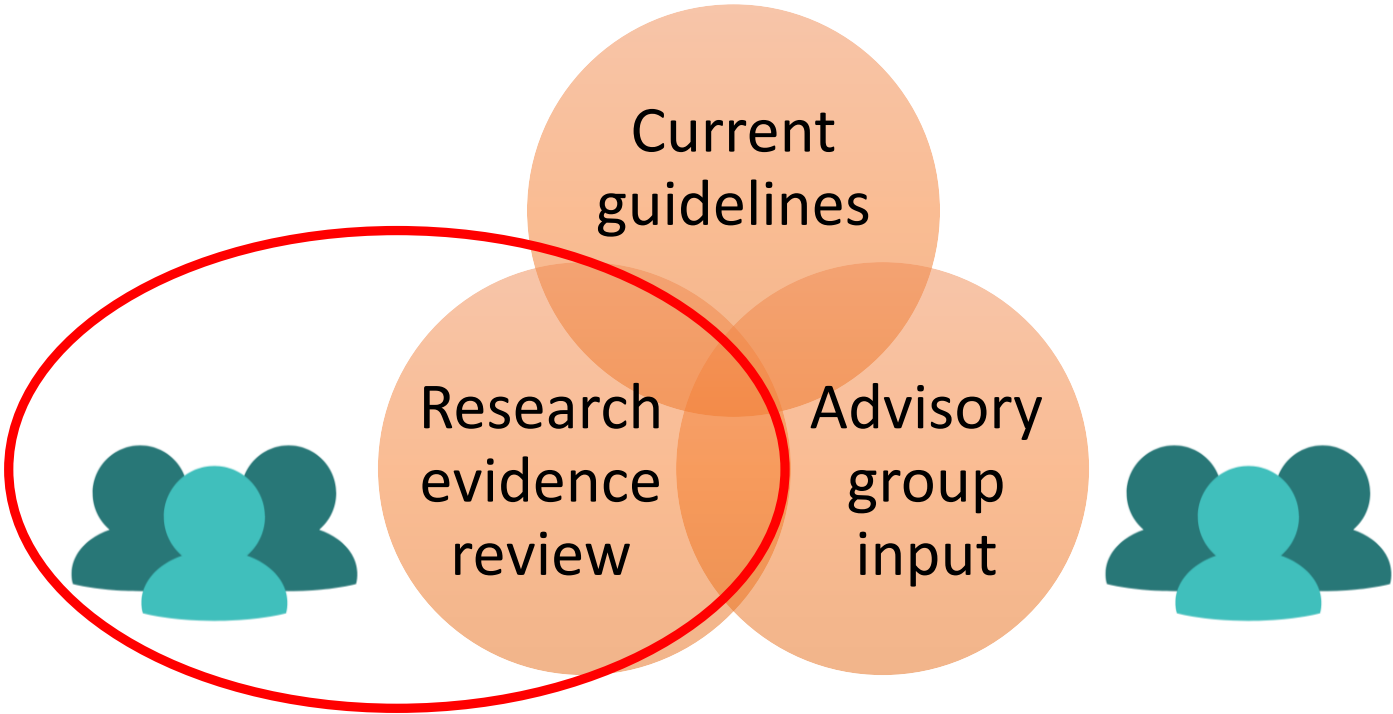 Current
guidelines
Research
evidence
review
Advisory
group
input